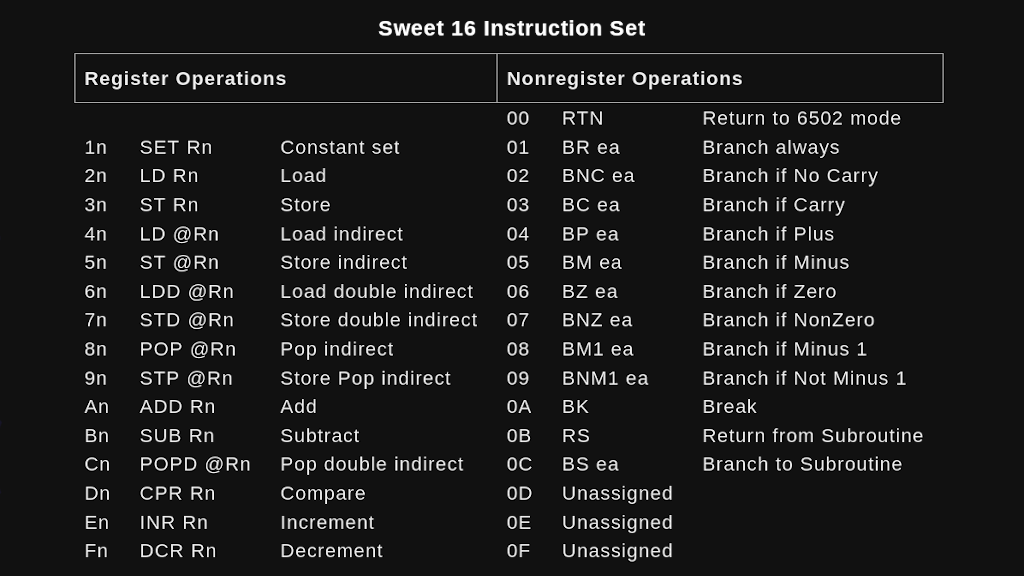 Sweet 16 Instruction Set
Register Operations Nonregister Operations
00 RTN Return to 6502 mode
1n SET Rn Constant set 01 BR ea Branch always
2n LD Rn Load 02 BNC ea Branch if No Carry
3n ST Rn Store 03 BC ea Branch if Carry
4n LD @Rn Load indirect 04 BP ea Branch if Plus
5n ST @Rn Store indirect 05 BM ea Branch if Minus
6n LDD @Rn Load double indirect 06 BZ ea Branch if Zero
7n STD @Rn Store double indirect 07 BNZ ea Branch if NonZero
8n POP @Rn Pop indirect 08 BM1 ea Branch if Minus 1
9n STP @Rn Store Pop indirect 09 BNM1 ea Branch if Not Minus 1
An ADD Rn Add 0A BK Break
Bn SUB Rn Subtract 0B RS Return from Subroutine
Cn POPD @Rn Pop double indirect 0C BS ea Branch to Subroutine
Dn CPR Rn Compare 0D Unassigned
En INR Rn Increment 0E Unassigned
Fn DCR Rn Decrement 0F Unassigned